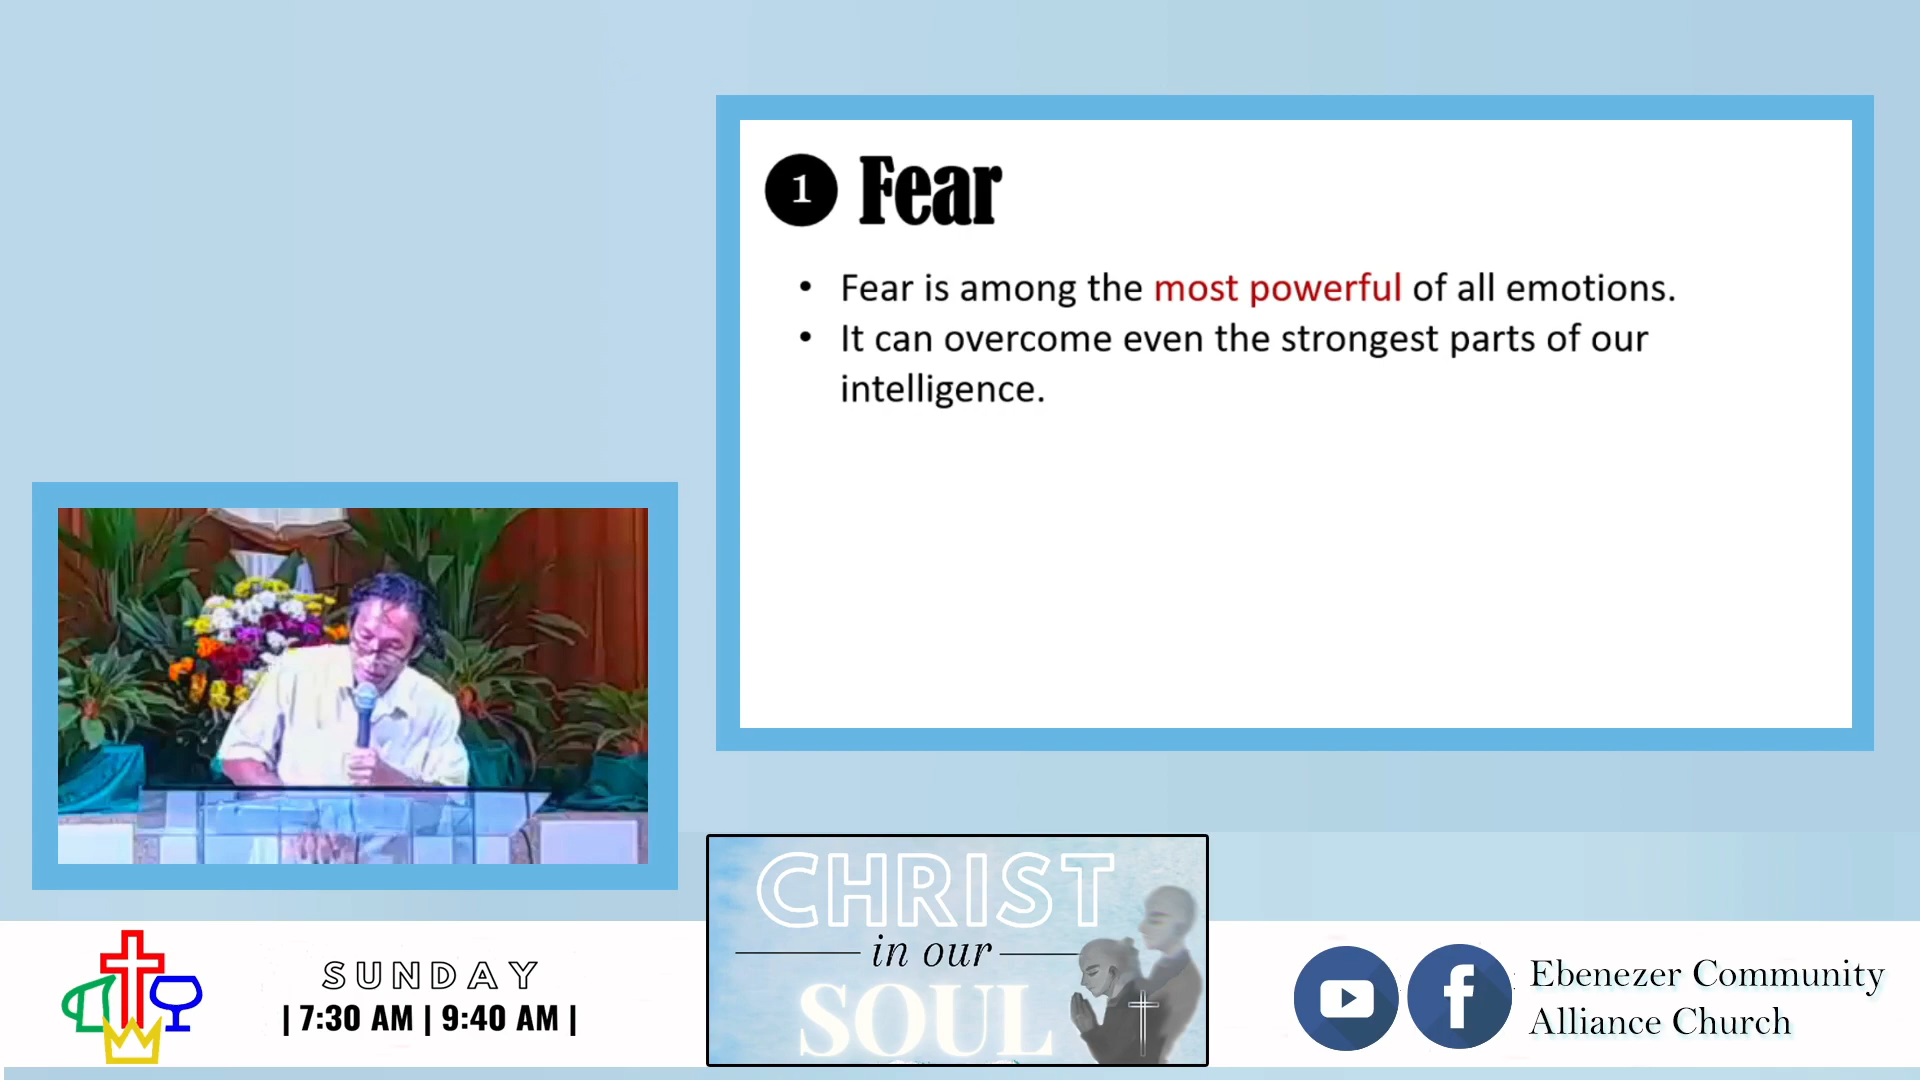 1 Fear
• Fear is among the most powerful of all emotions.
• It can overcome even the strongest parts of our
intelligence.
SUNDAY
| 7:30 AM | 9:40 AM |
CHRIST
in our
SOUL
Ebenezer Community
Alliance Church